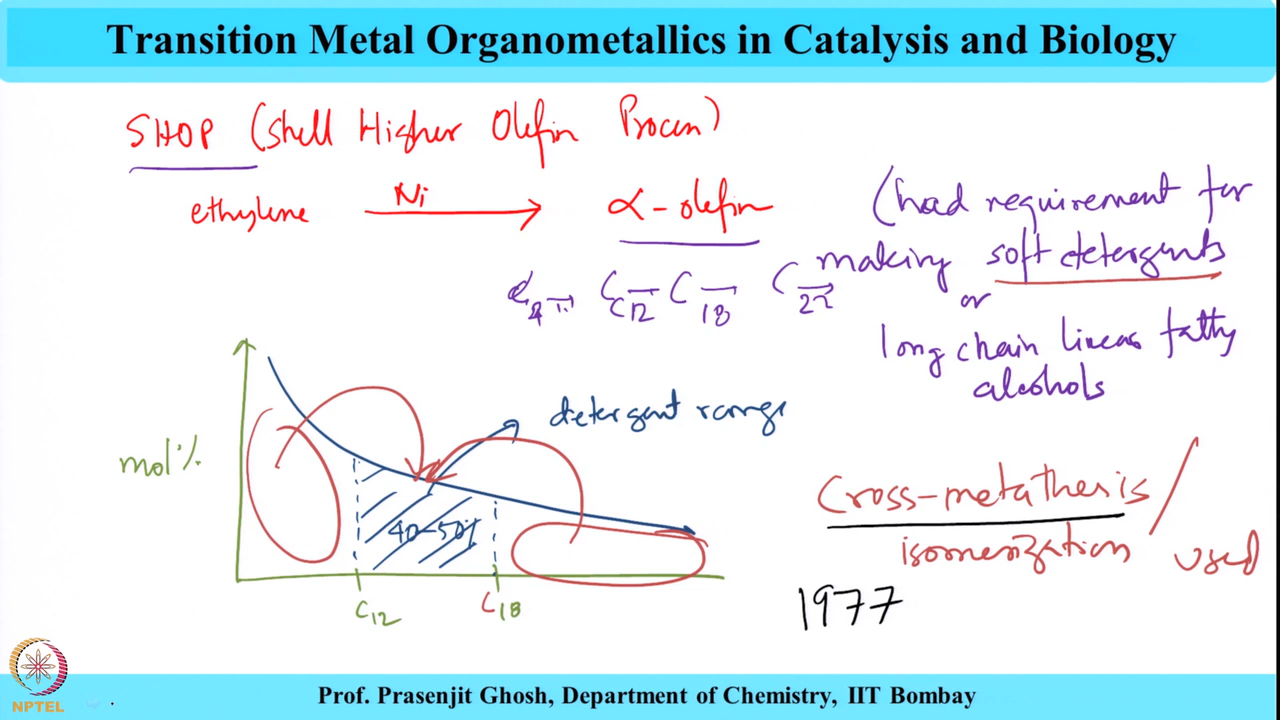 Transition Metal Organometallics in Catalysis and Biology
SHOP (Shell Higher Olefin Process)
ethylene Ni α-olefin
(had requirement for
making soft detergents
or
long chain linear fatty
alcohols
C12 C18 C22
detergent range
mol%
40-50%
C12 C18
Cross-metathesis /
isomerization used
1977
NPTEL
Prof. Prasenjit Ghosh, Department of Chemistry, IIT Bombay